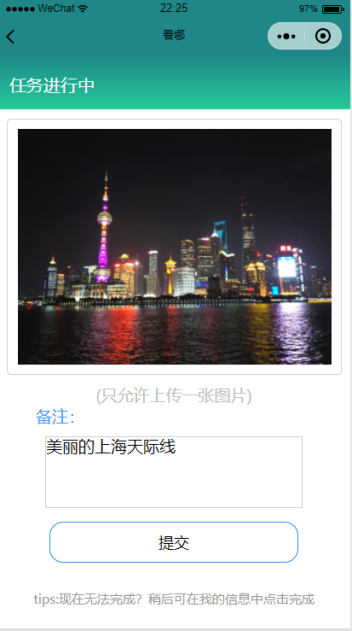 WeChat 22:25 97%
看哪
任务进行中
(只允许上传一张图片)
备注:
美丽的上海天际线
提交
tips:现在无法完成？稍后可在我的信息中点击完成